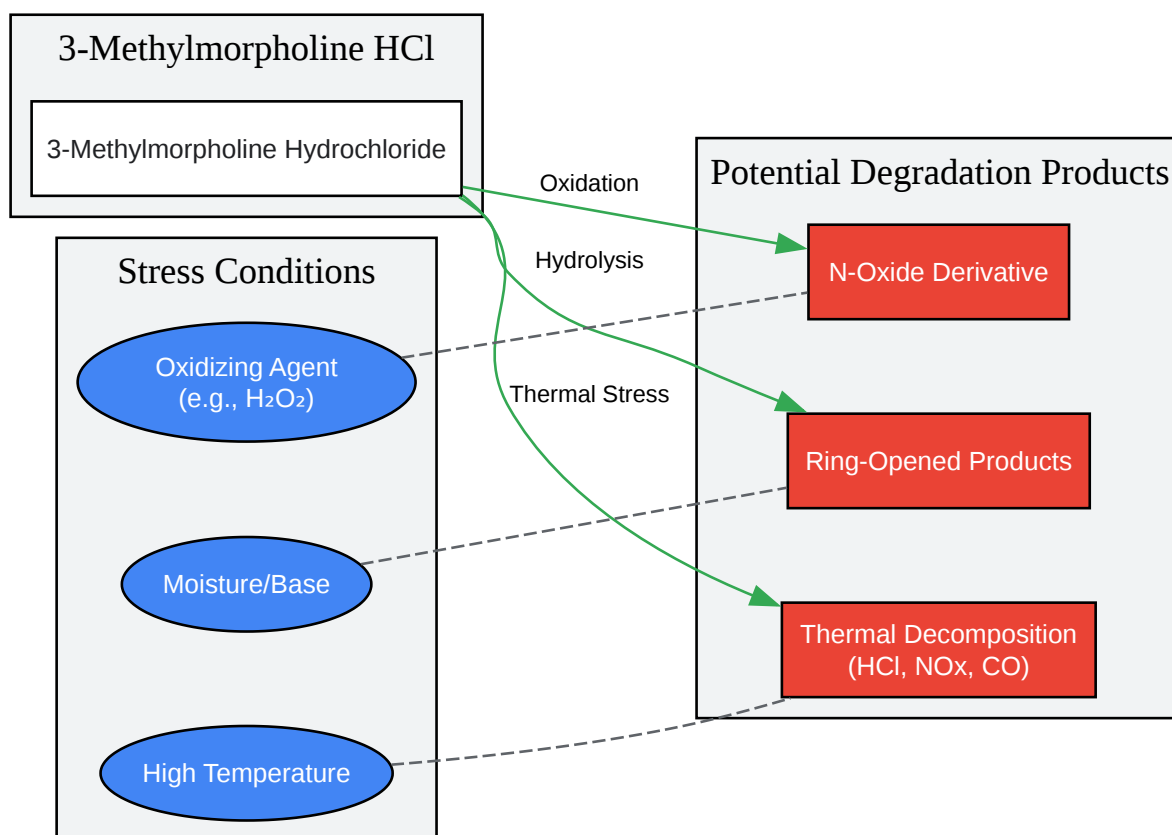 3-Methylmorpholine HCl
3-Methylmorpholine Hydrochloride
Stress Conditions
Oxidizing Agent
(e.g., H₂O₂)
Moisture/Base
High Temperature
Oxidation
Hydrolysis
Thermal Stress
Potential Degradation Products
N-Oxide Derivative
Ring-Opened Products
Thermal Decomposition
(HCl, NOx, CO)